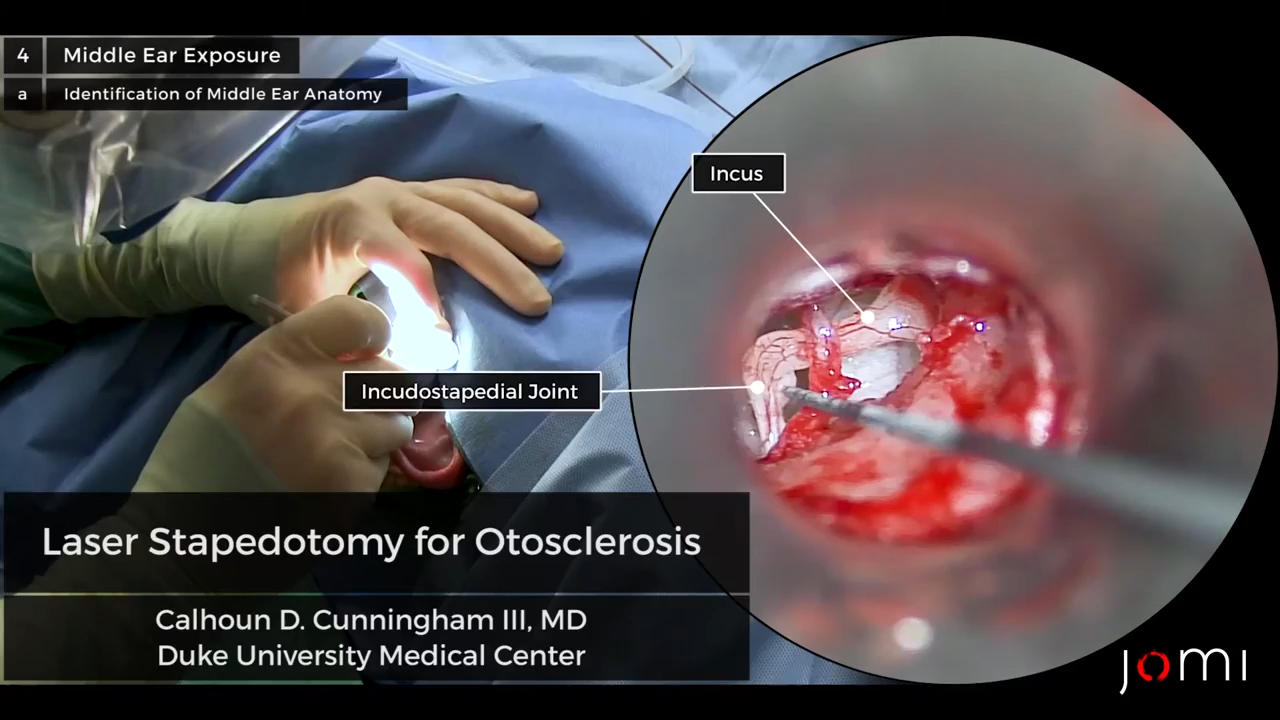 4 Middle Ear Exposure
a Identification of Middle Ear Anatomy
Incus
Incudostapedial Joint
Laser Stapedotomy for Otosclerosis
Calhoun D. Cunningham III, MD
Duke University Medical Center
JOMI